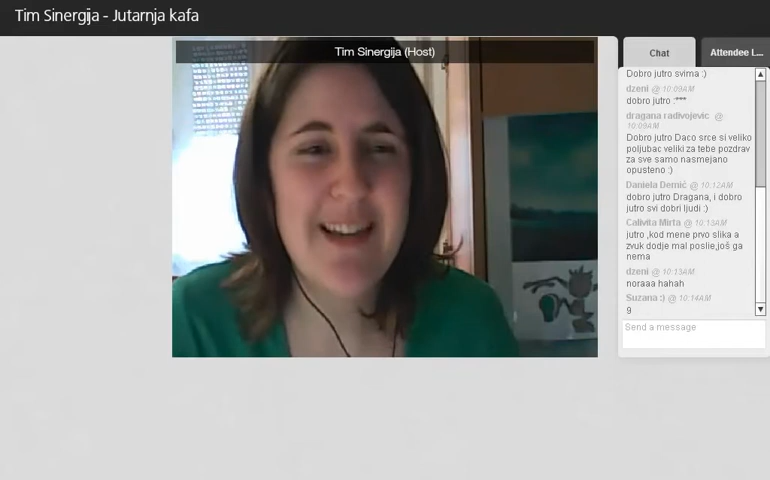 Tim Sinergija - Jutarnja kafa
Tim Sinergija (Host)
Chat
Attendee L...
Dobro jutro svima :)
dzeni @ 10:09AM
dobro jutro :***
dragana radivojevic @
10:09AM
Dobro jutro Daco srce si veliko
poljubac veliki za tebe pozdrav
za sve samo nasmejano
opusteno :)
Daniela Demić @ 10:12AM
dobro jutro Dragana, i dobro
jutro svi dobri ljudi :)
Calivita Mirta @ 10:13AM
jutro ,kod mene prvo slika a
zvuk dodje mal poslie,još ga
nema
dzeni @ 10:13AM
noraaa hahah
Suzana :) @ 10:14AM
9
Send a message